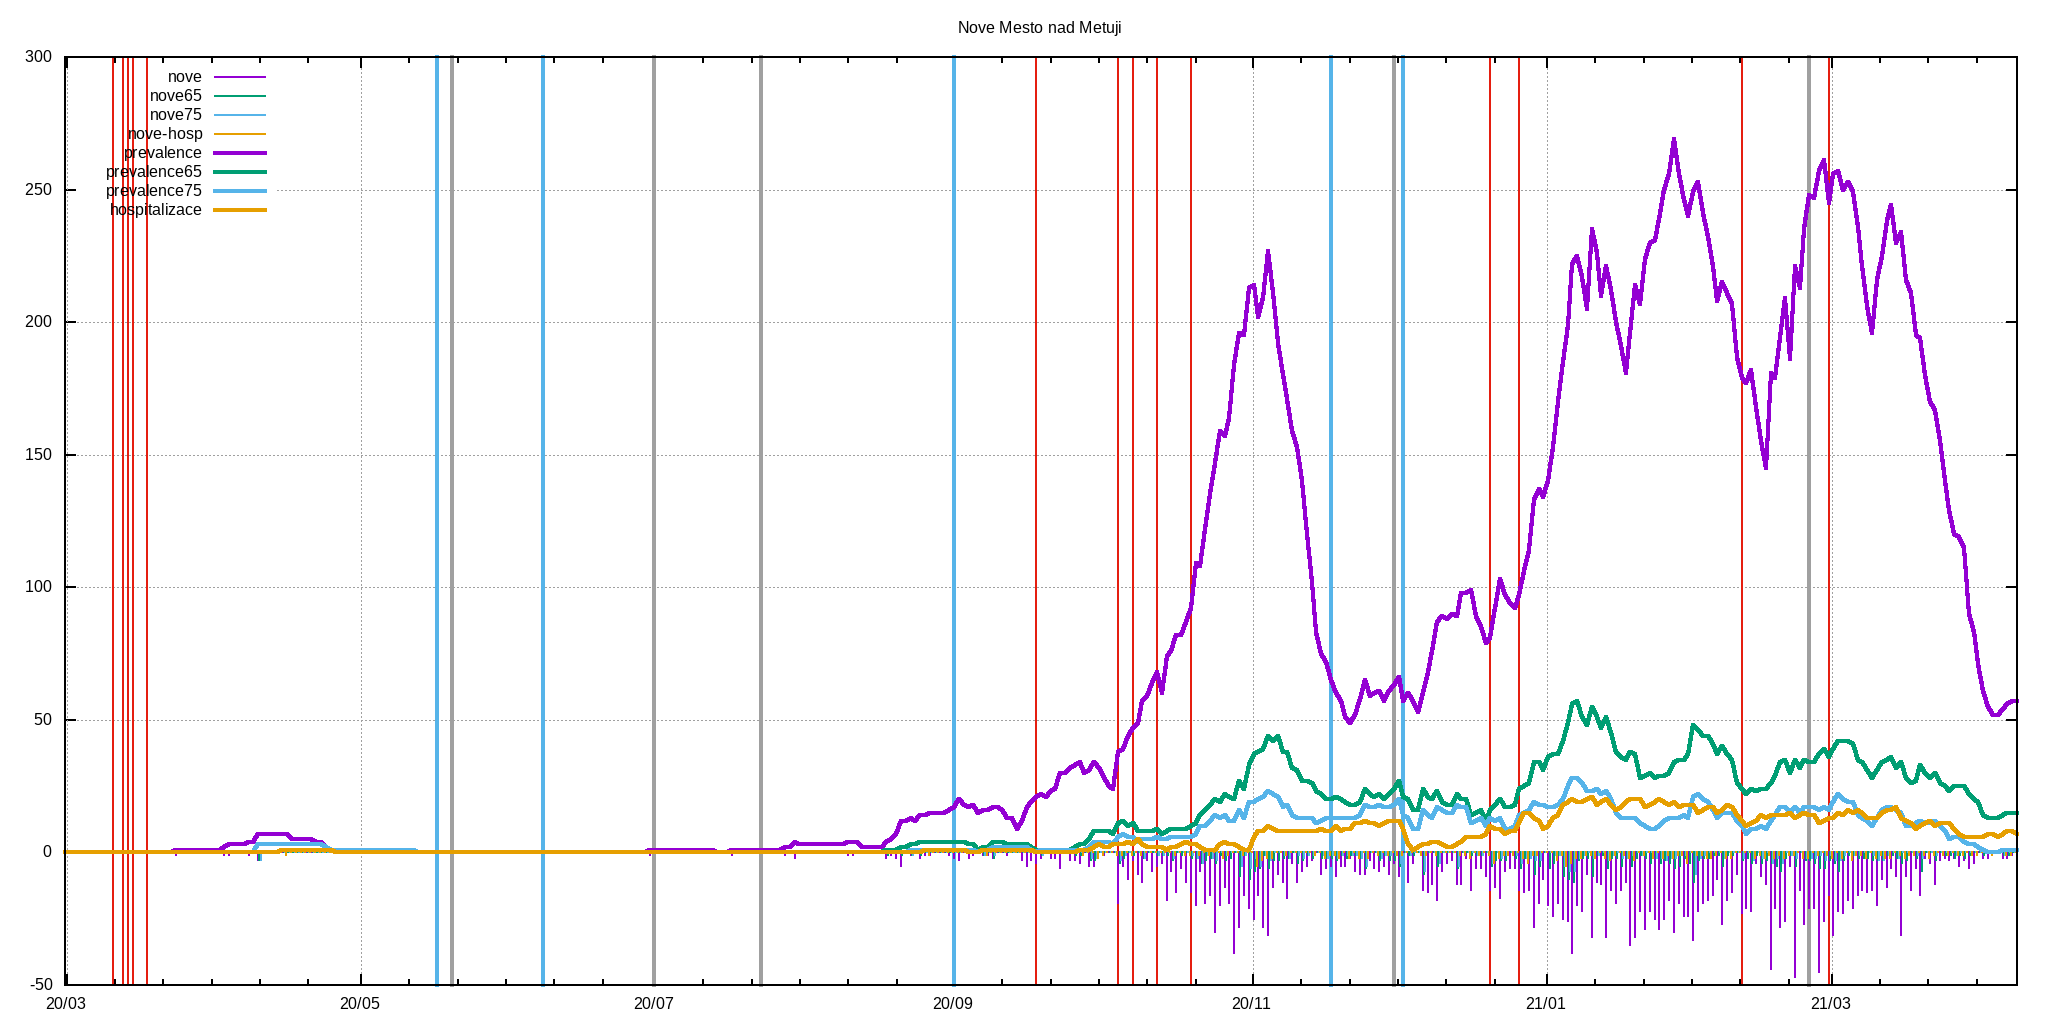 Nove Mesto nad Metuji
300
250
200
150
100
50
0
-50
nove
nove65
nove75
nove-hosp
prevalence
prevalence65
prevalence75
hospitalizace
20/03 20/05 20/07 20/09 20/11 21/01 21/03